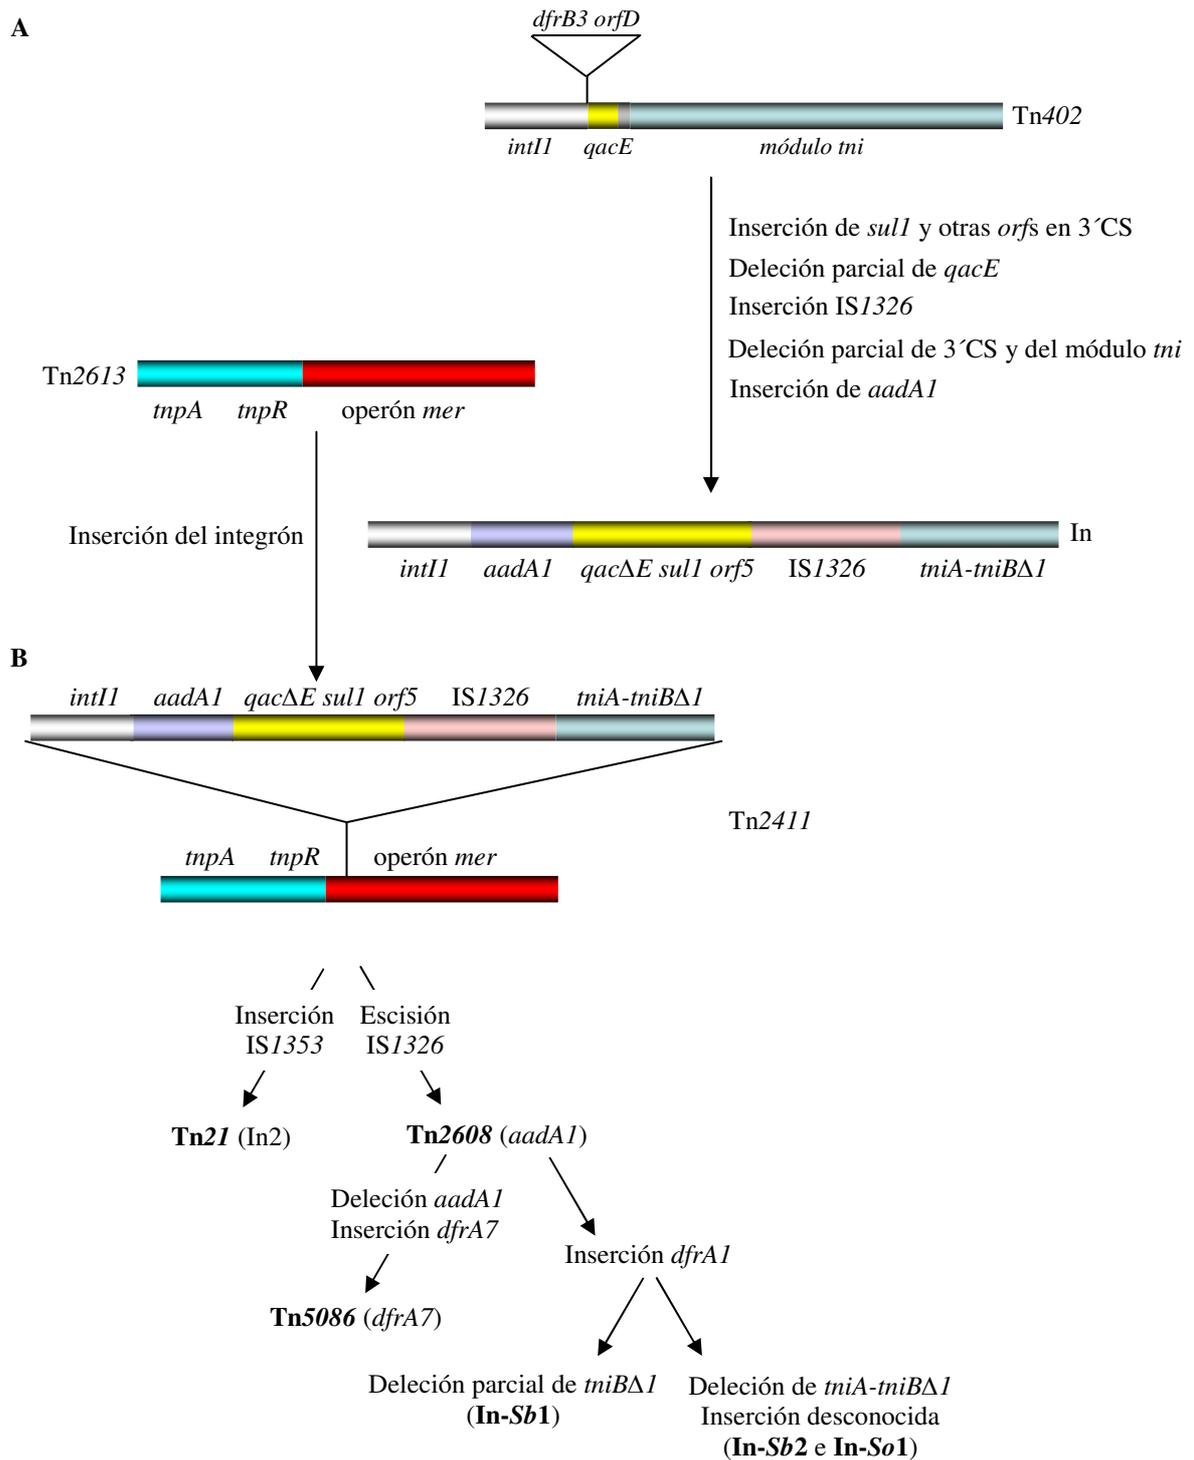 A
dfrB3 orfD
Tn402
intI1 qacE módulo tni
Inserción de sul1 y otras orfs en 3´CS
Deleción parcial de qacE
Inserción IS1326
Deleción parcial de 3´CS y del módulo tni
Inserción de aadA1
Tn2613
tnpA tnpR operón mer
Inserción del integrón
In
intI1 aadA1 qacΔE sul1 orf5 IS1326 tniA-tniBΔ1
B
intI1 aadA1 qacΔE sul1 orf5 IS1326 tniA-tniBΔ1
Tn2411
tnpA tnpR operón mer
Inserción
IS1353
Escisión
IS1326
Tn21 (In2)
Tn2608 (aadA1)
Deleción aadA1
Inserción dfrA7
Inserción dfrA1
Tn5086 (dfrA7)
Deleción parcial de tniBΔ1
(In-Sb1)
Deleción de tniA-tniBΔ1
Inserción desconocida
(In-Sb2 e In-So1)